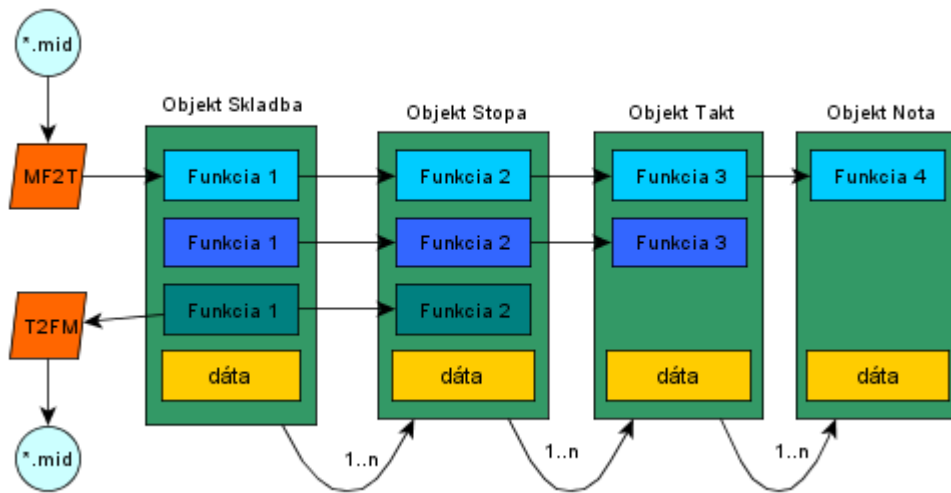 *.mid
Objekt Skladba
Objekt Stopa
Objekt Takt
Objekt Nota
MF2T
Funkcia 1
Funkcia 2
Funkcia 3
Funkcia 4
Funkcia 1
Funkcia 2
Funkcia 3
T2FM
Funkcia 1
Funkcia 2
dáta
dáta
dáta
dáta
*.mid
1..n
1..n
1..n